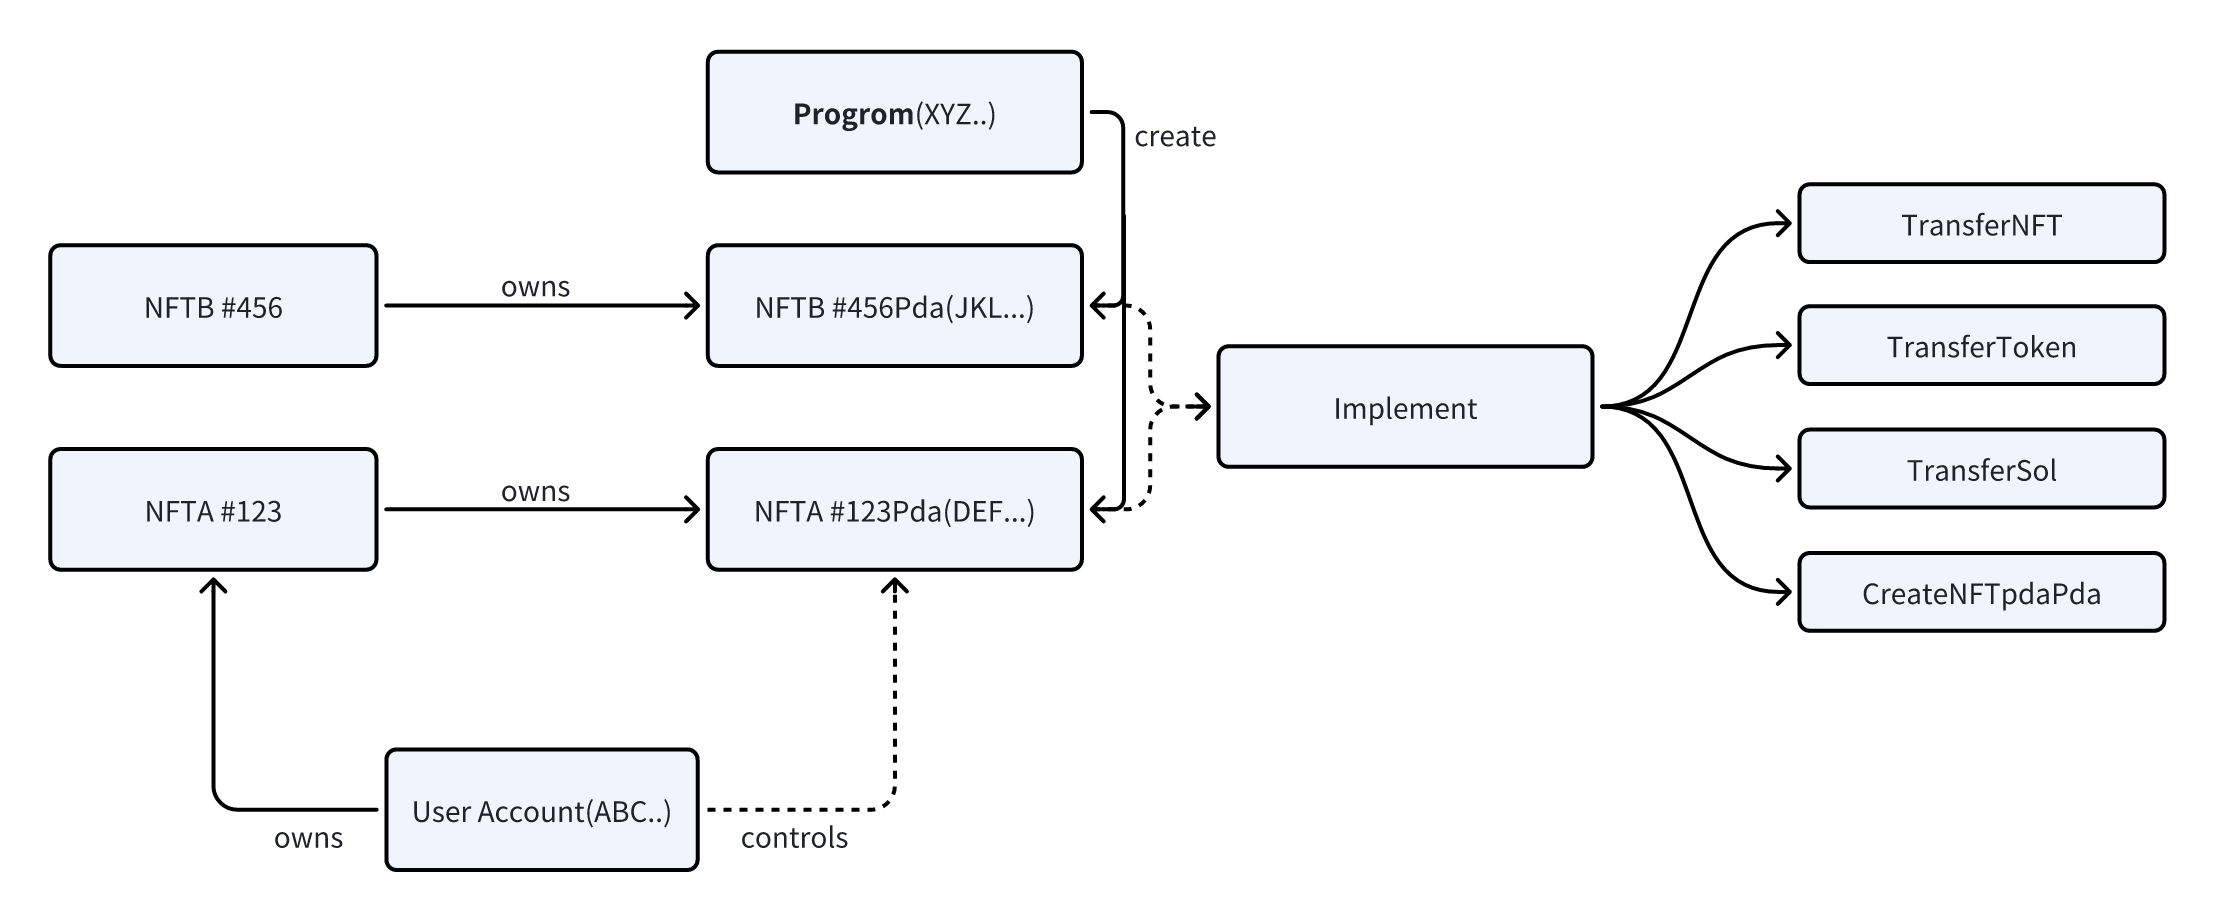 Progrom(XYZ..)
create
TransferNFT
NFTB #456
owns
NFTB #456Pda(JKL...)
TransferToken
Implement
TransferSol
NFTA #123
owns
NFTA #123Pda(DEF...)
CreateNFTpdaPda
User Account(ABC..)
owns
controls